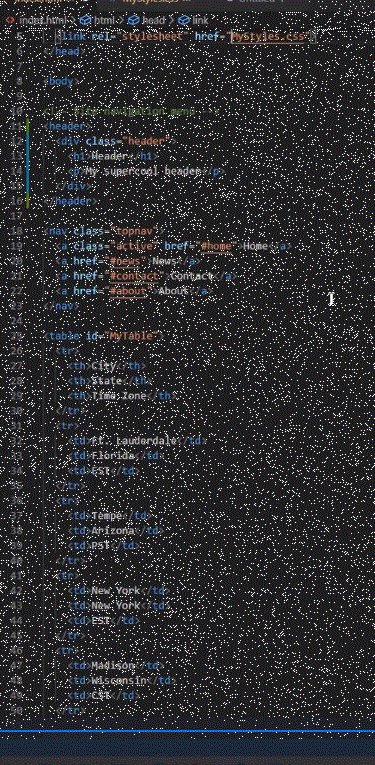 index.html > html > head > link
5 <link rel="stylesheet" href="mystyles.css">
6 </head>
7
8 <body>
9
10
11 <header>
12 <div class="header">
13 <h1>Header</h1>
14 <p>My supercool header</p>
15 </div>
16 </header>
17
18 <nav class="topnav">
19 <a class="active" href="#home">Home</a>
20 <a href="#news">News</a>
21 <a href="#contact">Contact</a>
22 <a href="#about">About</a>
23 </nav>
24
25 <table id="MyTable">
26 <tr>
27 <th>City</th>
28 <th>State</th>
29 <th>Time Zone</th>
30 </tr>
31 <tr>
32 <td>Ft. Lauderdale</td>
33 <td>Florida</td>
34 <td>EST</td>
35 </tr>
36 <tr>
37 <td>Tempe</td>
38 <td>Arizona</td>
39 <td>PST</td>
40 </tr>
41 <tr>
42 <td>New York</td>
43 <td>New York</td>
44 <td>EST</td>
45 </tr>
46 <tr>
47 <td>Madison</td>
48 <td>Wisconsin</td>
49 <td>CST</td>
50 </tr>